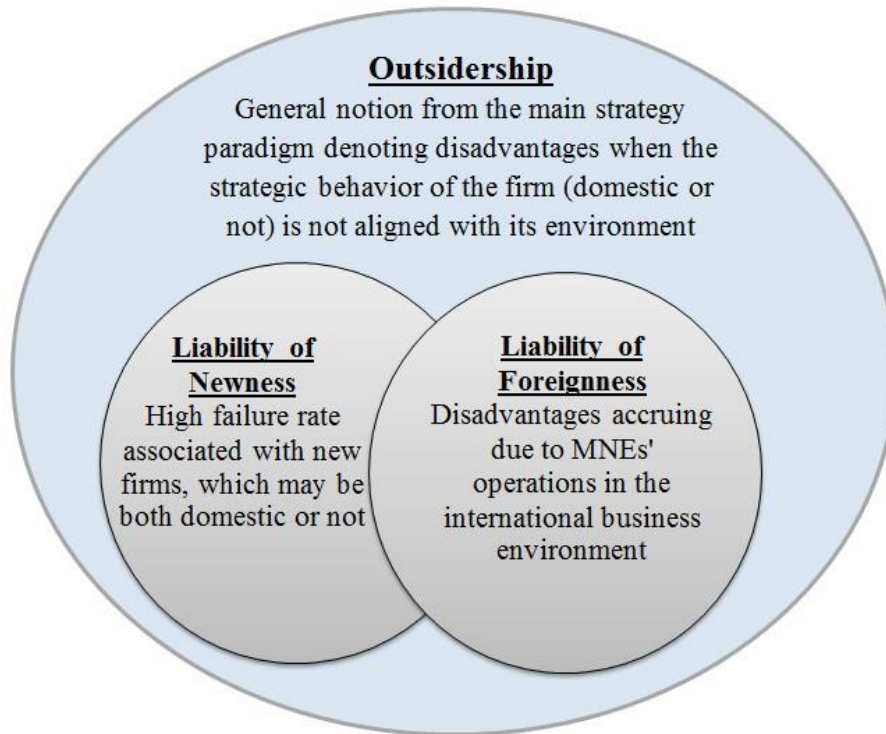 Outsidership
General notion from the main strategy
paradigm denoting disadvantages when the
strategic behavior of the firm (domestic or
not) is not aligned with its environment
Liability of
Newness
High failure rate
associated with new
firms, which may be
both domestic or not
Liability of
Foreignness
Disadvantages accruing
due to MNEs'
operations in the
international business
environment